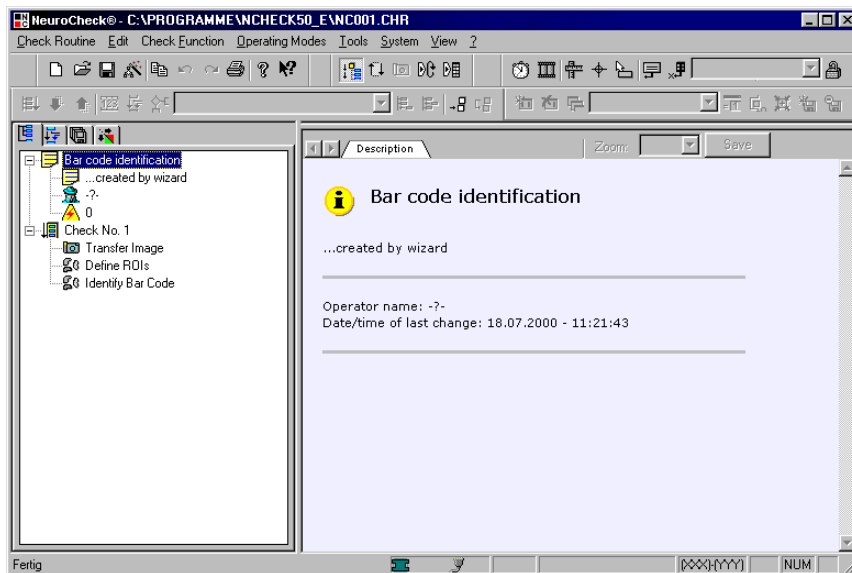 NeuroCheck® - C:\PROGRAMME\NCHECK50_E\NC001.CHR
Check Routine Edit Check Function Operating Modes Tools System View ?
Description Zoom: Save
Bar code identification
...created by wizard
-?-
0
Check No. 1
Transfer Image
Define ROIs
Identify Bar Code
Bar code identification
...created by wizard
Operator name: -?-
Date/time of last change: 18.07.2000 - 11:21:43
Fertig (XXX)-(YYY) NUM